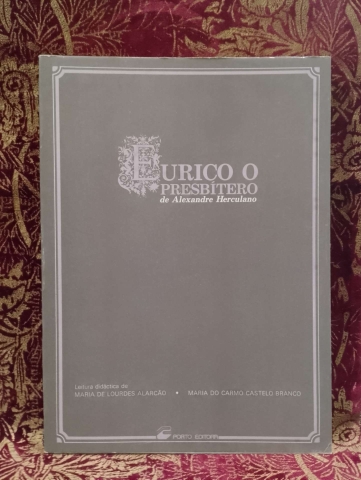 EURICO O
PRESBÍTERO
de Alexandre Herculano
Leitura didáctica de
MARIA DE LOURDES ALARCÃO • MARIA DO CARMO CASTELO BRANCO
PORTO EDITORA